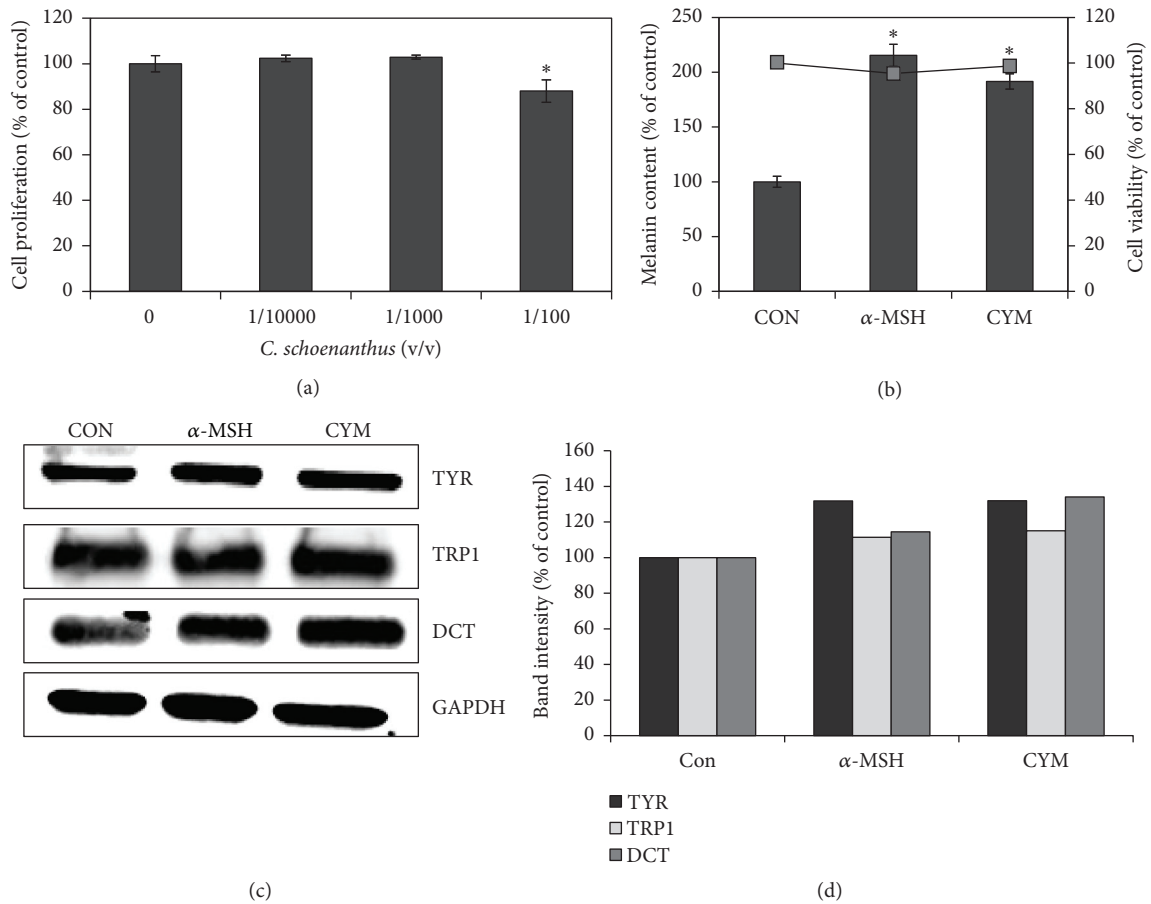 Cell proliferation (% of control)
120
100
80
60
40
20
0
*
0 1/10000 1/1000 1/100
C. schoenanthus (v/v)
(a)
Melanin content (% of control)
250
200
150
100
50
0
* *
CON α-MSH CYM
120
100
80
60
40
20
0
Cell viability (% of control)
(b)
CON α-MSH CYM
TYR
TRP1
DCT
GAPDH
(c)
Band intensity (% of control)
160
140
120
100
80
60
40
20
0
Con α-MSH CYM
TYR
TRP1
DCT
(d)